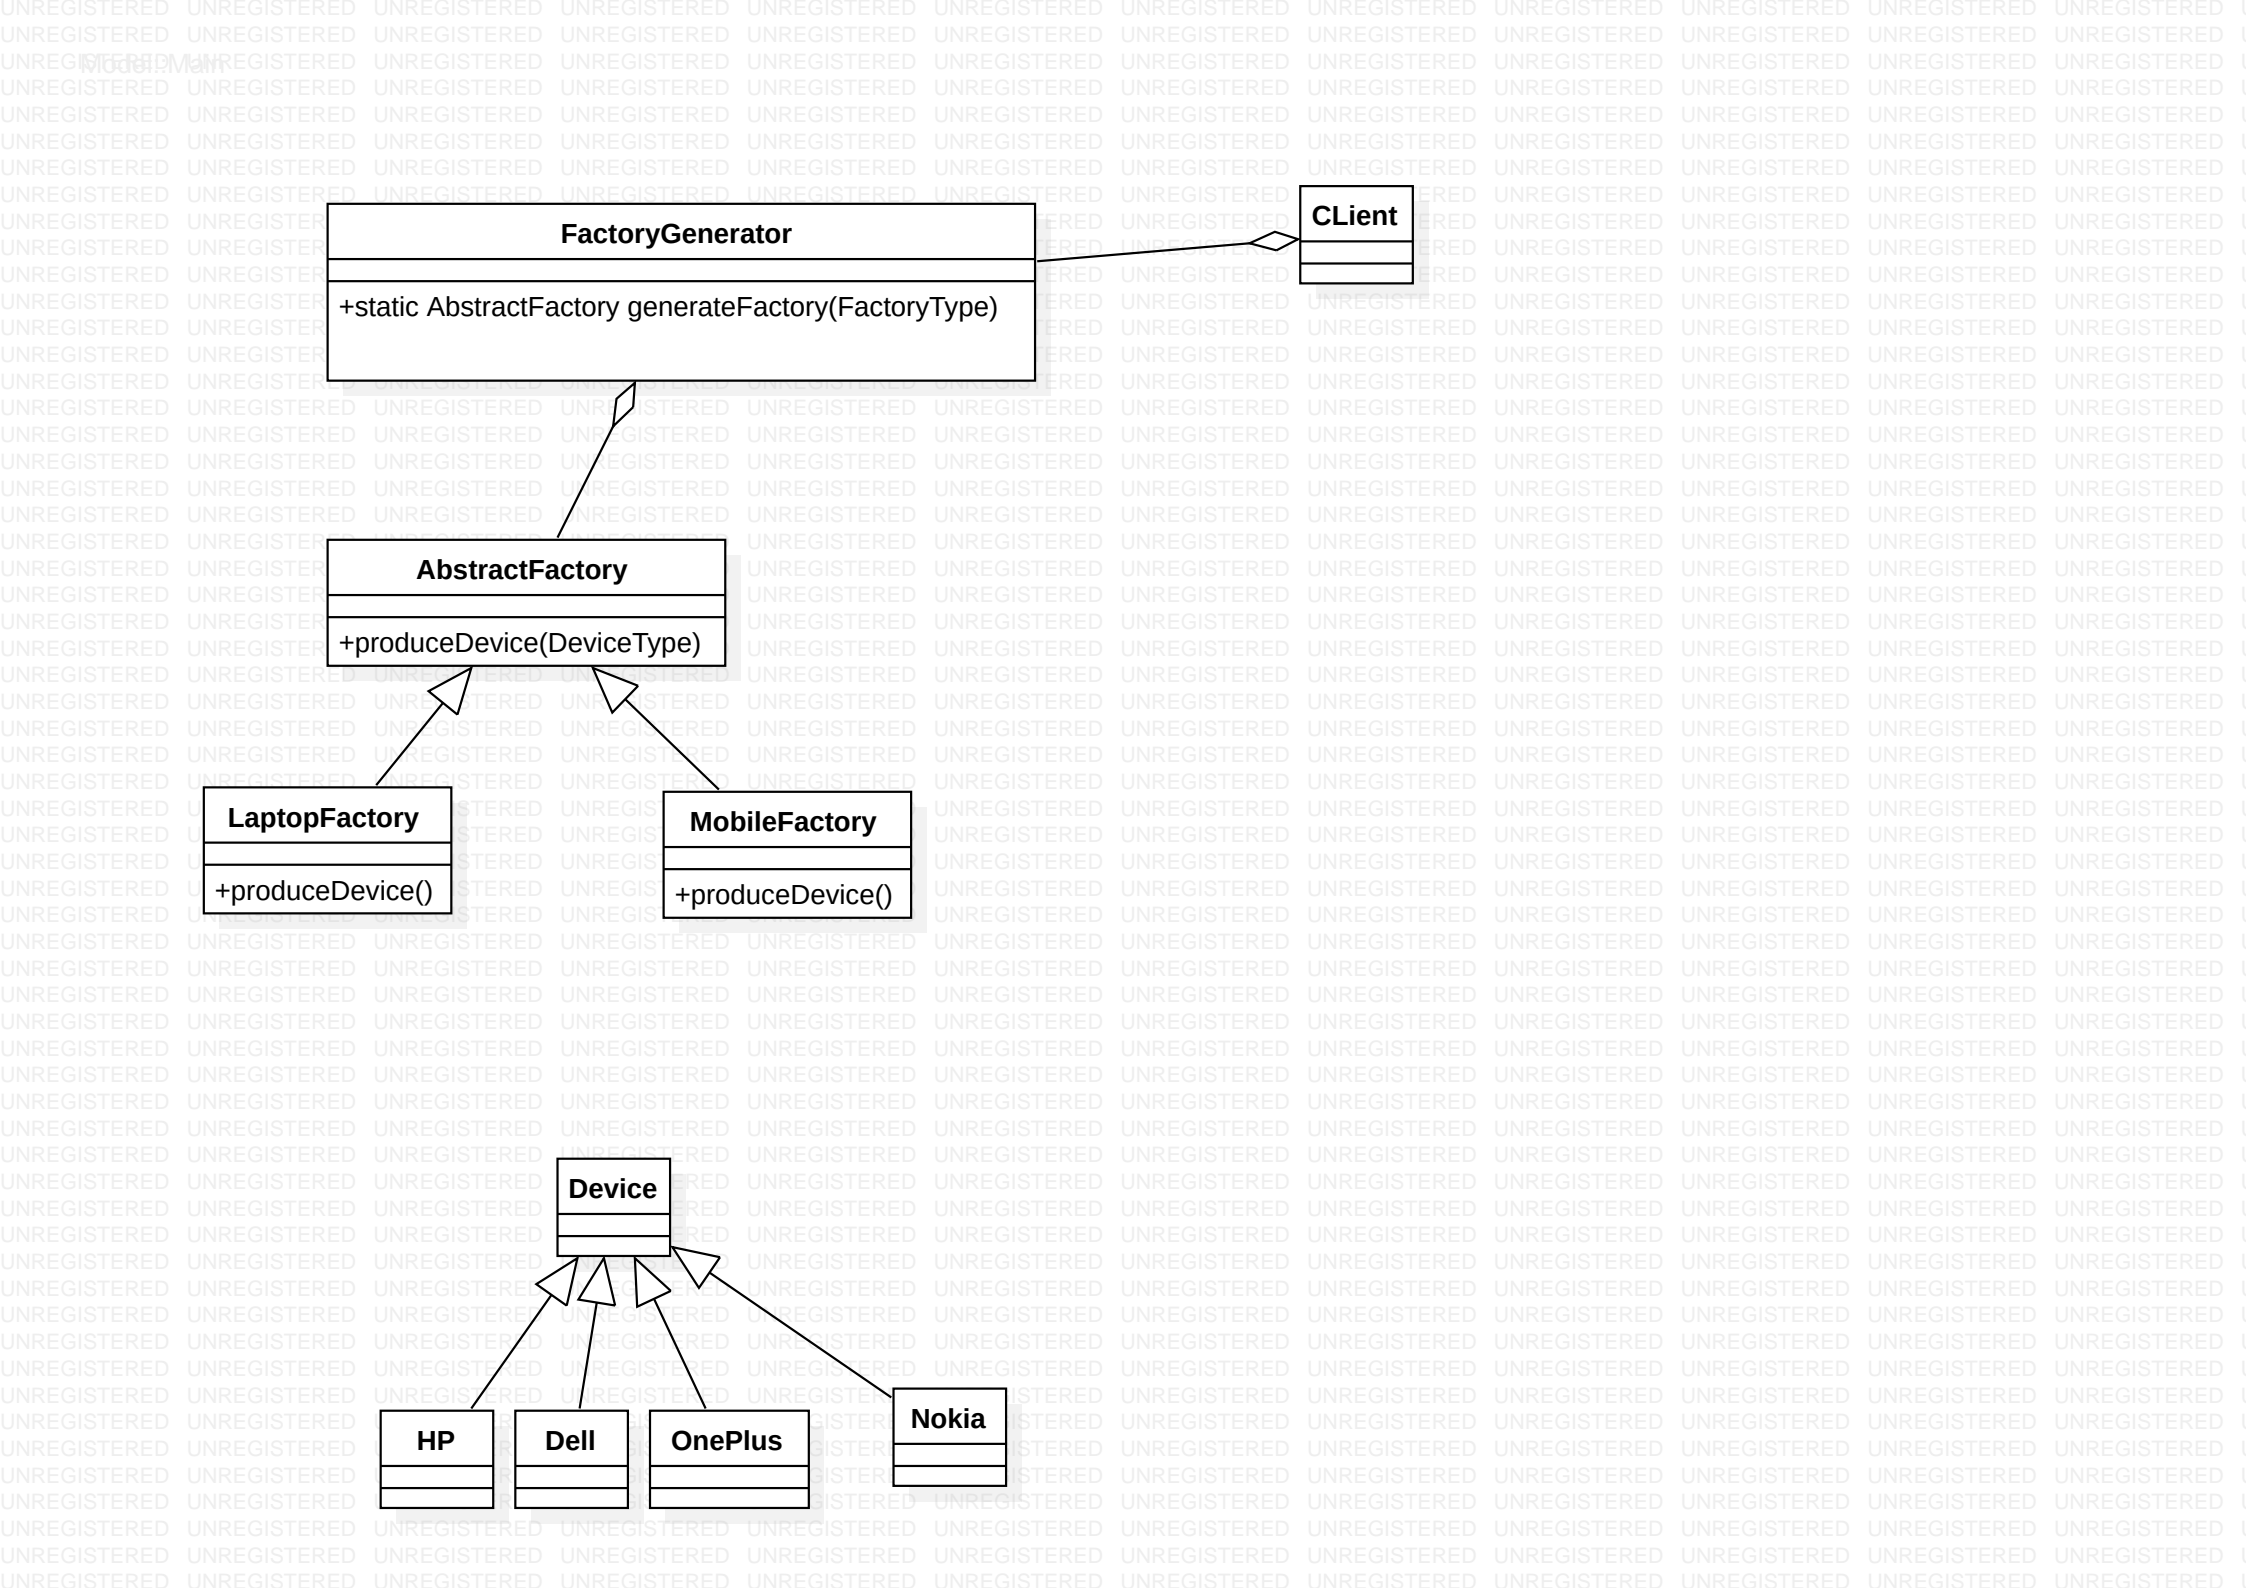 Model::Main
CLient
FactoryGenerator
+static AbstractFactory generateFactory(FactoryType)
AbstractFactory
+produceDevice(DeviceType)
LaptopFactory
+produceDevice()
MobileFactory
+produceDevice()
Device
HP
Dell
OnePlus
Nokia
UNREGISTERED